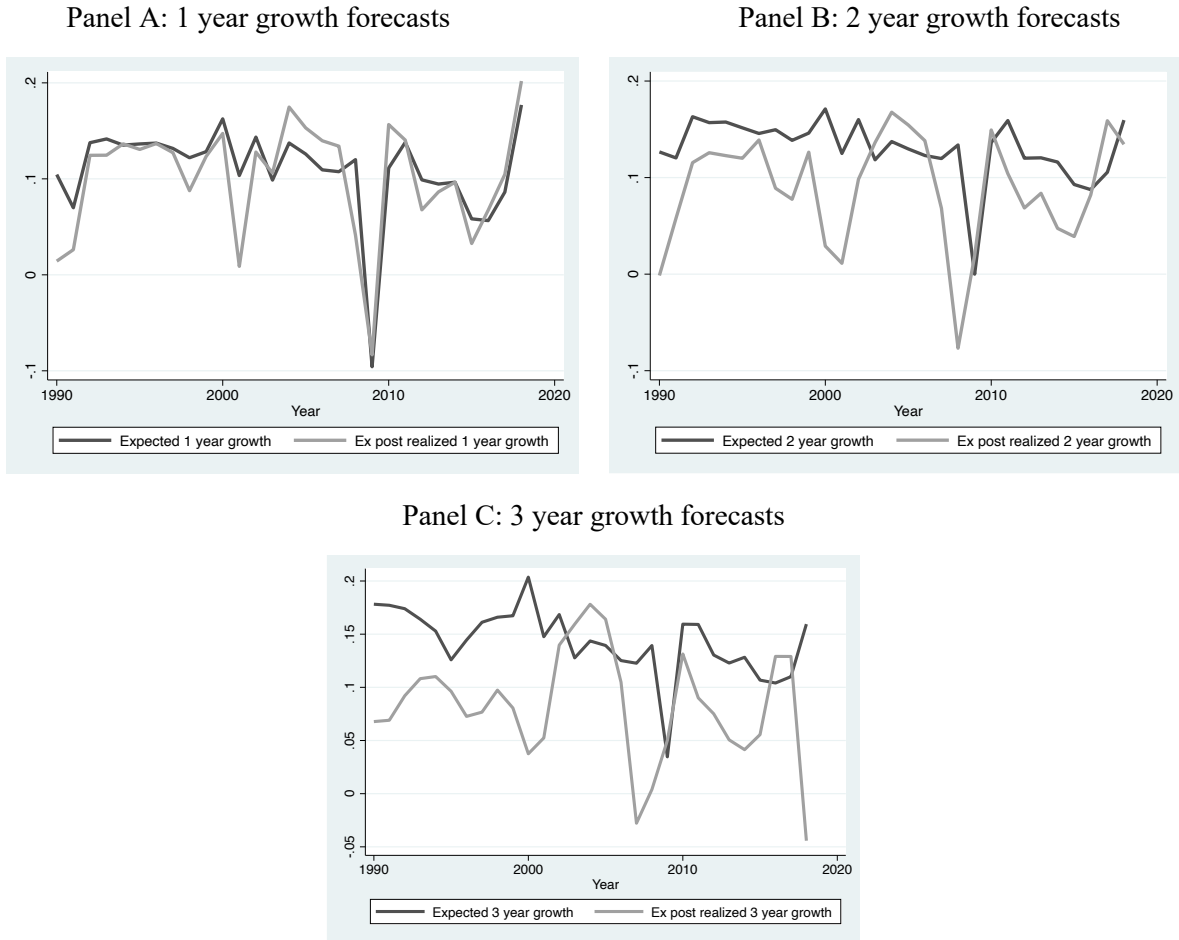 Panel A: 1 year growth forecasts
Panel B: 2 year growth forecasts
.2
.1
0
-.1
1990 2000 2010 2020
Year
Expected 1 year growth Ex post realized 1 year growth
.2
.1
0
-.1
1990 2000 2010 2020
Year
Expected 2 year growth Ex post realized 2 year growth
Panel C: 3 year growth forecasts
.2
.15
.1
.05
0
-.05
1990 2000 2010 2020
Year
Expected 3 year growth Ex post realized 3 year growth